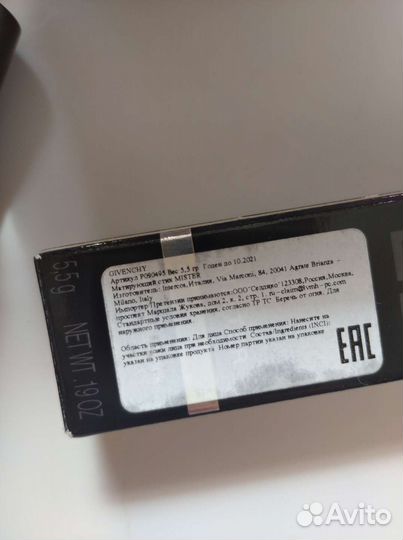 GIVENCHY
Артикул P090495 Вес 5,5 гр Годен до 10.2021
Матирующий стик MISTER
Изготовитель: Intercos, Италия, Via Marconi, 84, 20041 Agrate Brianza -
Milano, Italy
Импортер Претензии принимаются: ООО "Селдико" 123308, Россия, Москва,
проспект Маршала Жукова, дом 2, к. 2, стр. 1. ru - claim@lvmh - pc.com
Стандартные условия хранения, согласно ТР ТС Беречь от огня. Для
наружного применения
Область применения: Для лица Способ применения: Нанесите на
участки кожи лица при необходимости Состав/Ingredients (INCI):
указан на упаковке продукта. Номер партии указан на упаковке
EAC
5,5 g NET WT. .19 OZ
Avito